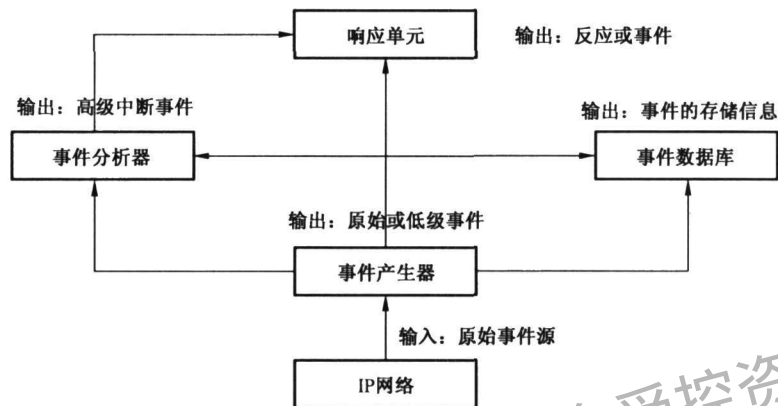 响应单元
输出：反应或事件
输出：高级中断事件
输出：事件的存储信息
事件分析器
事件数据库
输出：原始或低级事件
事件产生器
输入：原始事件源
IP网络
受控资